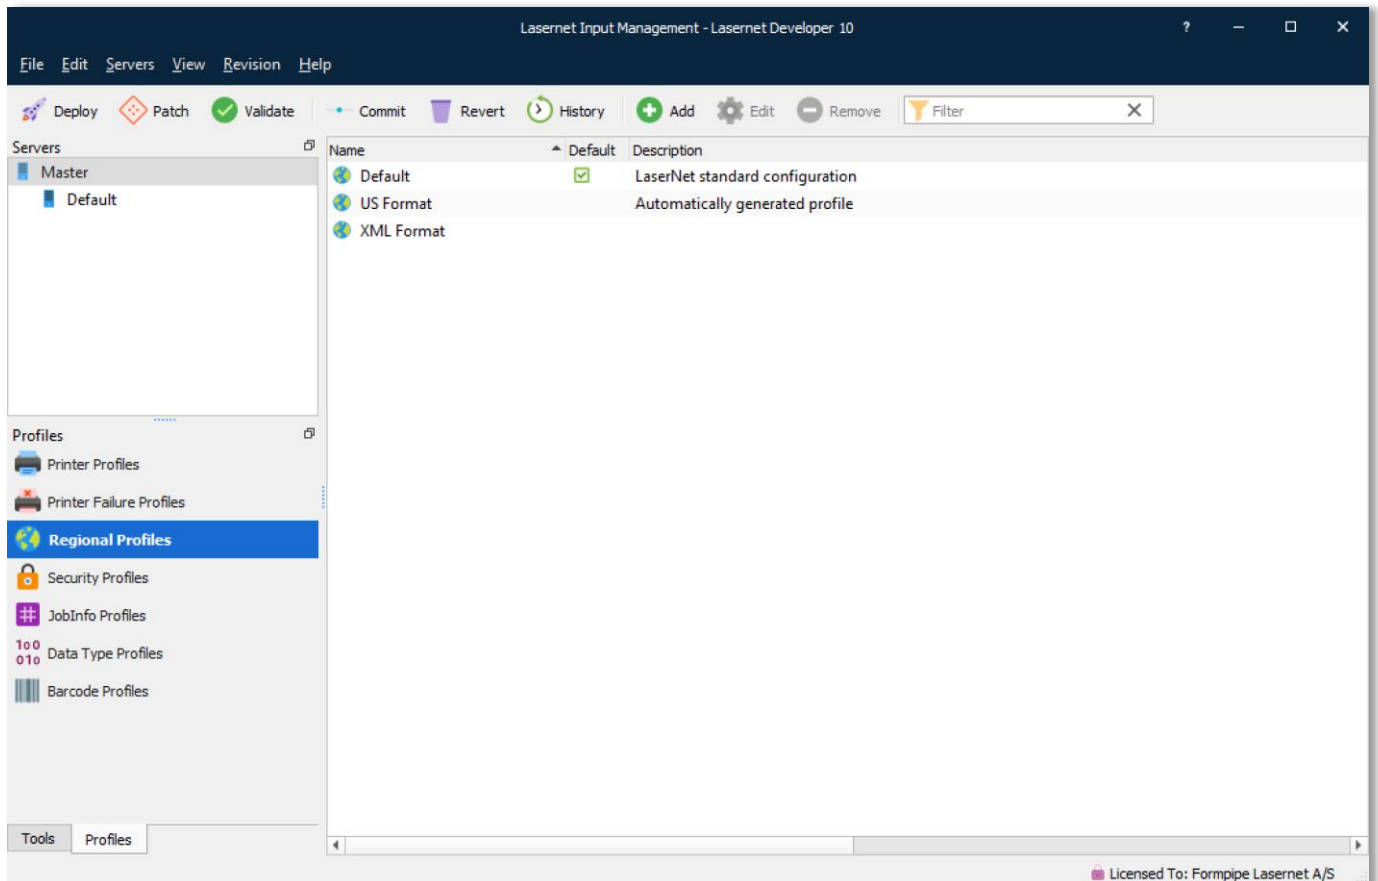 Lasernet Input Management - Lasernet Developer 10
File Edit Servers View Revision Help
Deploy Patch Validate Commit Revert History Add Edit Remove Filter
Servers
Master
Default
Name Default Description
Default LaserNet standard configuration
US Format Automatically generated profile
XML Format
Profiles
Printer Profiles
Printer Failure Profiles
Regional Profiles
Security Profiles
JobInfo Profiles
Data Type Profiles
Barcode Profiles
Tools Profiles
Licensed To: Formpipe Lasernet A/S